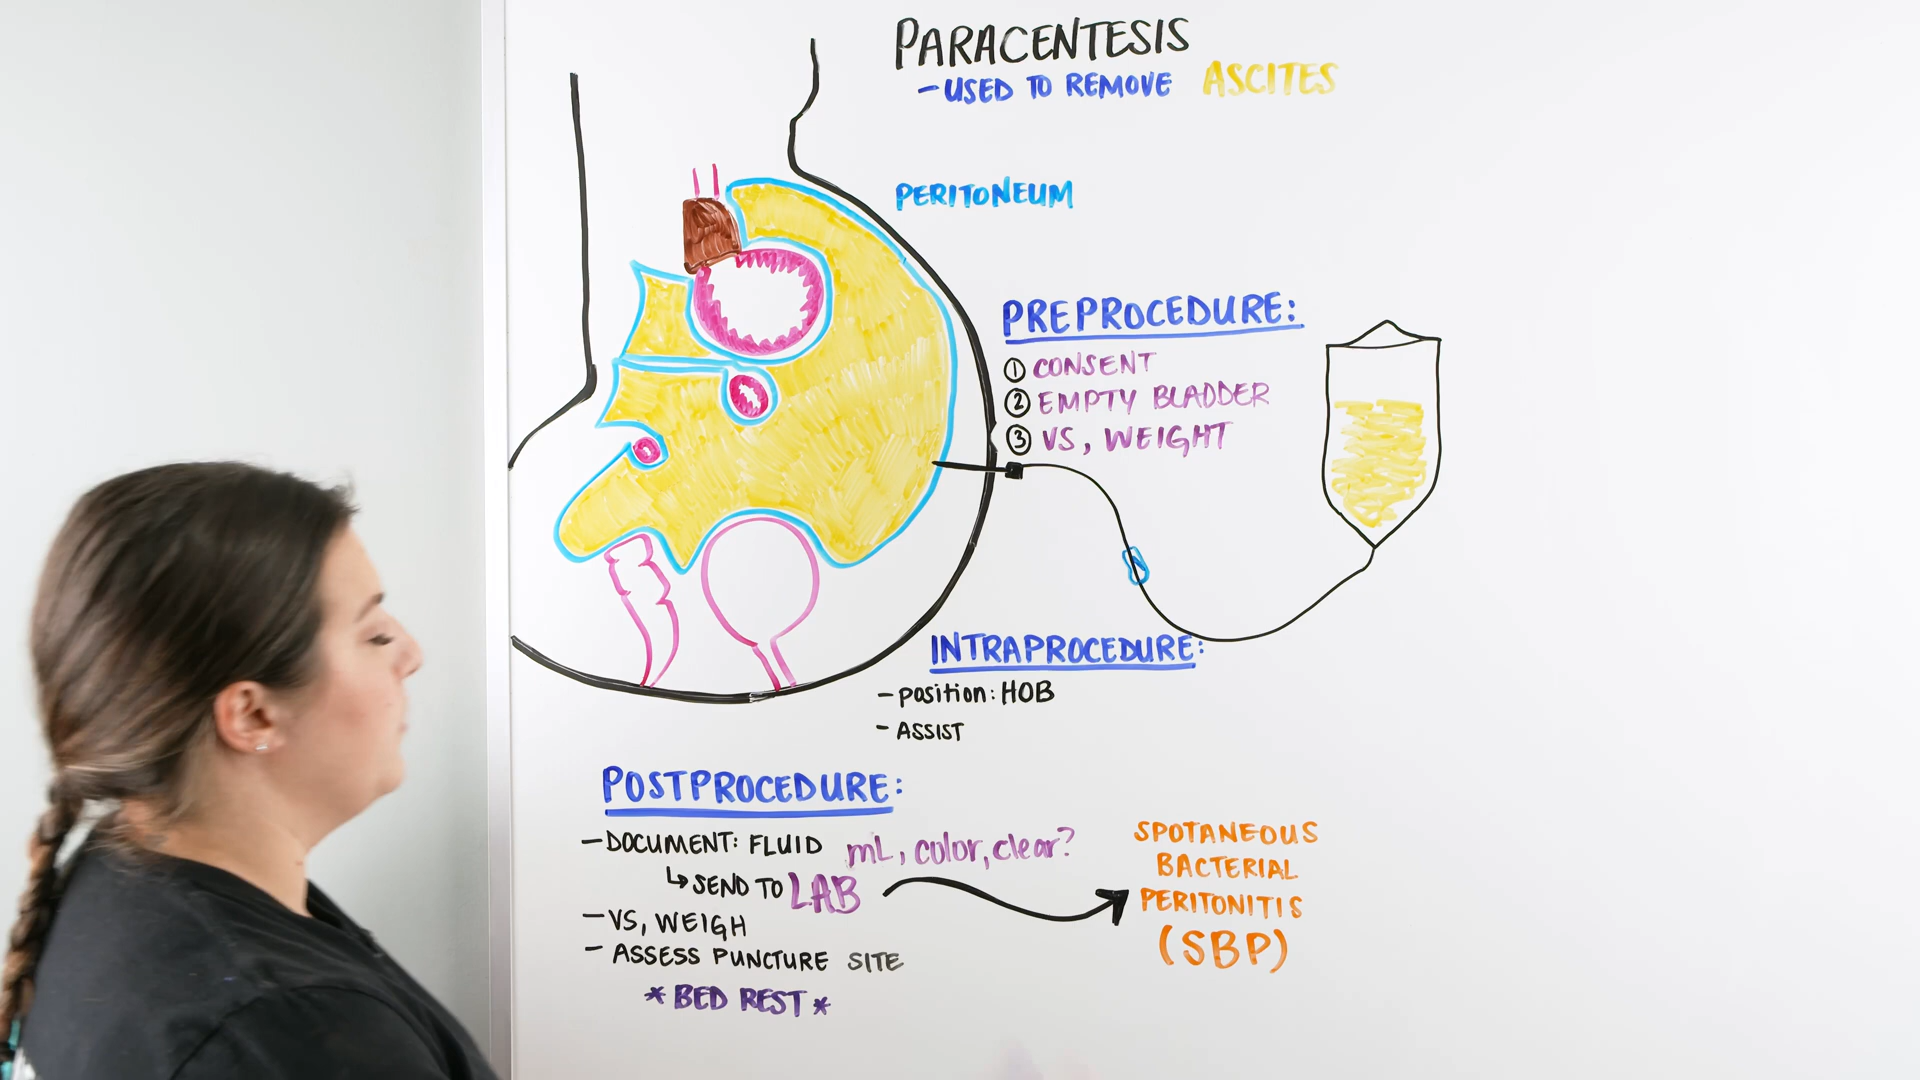 PARACENTESIS
- USED TO REMOVE ASCITES
PERITONEUM
PREPROCEDURE:
① CONSENT
② EMPTY BLADDER
③ VS, WEIGHT
INTRAPROCEDURE:
- position: HOB
- ASSIST
POSTPROCEDURE:
- DOCUMENT: FLUID mL, color, clear?
↳ SEND TO LAB
- VS, WEIGH
- ASSESS PUNCTURE SITE
* BED REST *
SPOTANEOUS
BACTERIAL
PERITONITIS
(SBP)